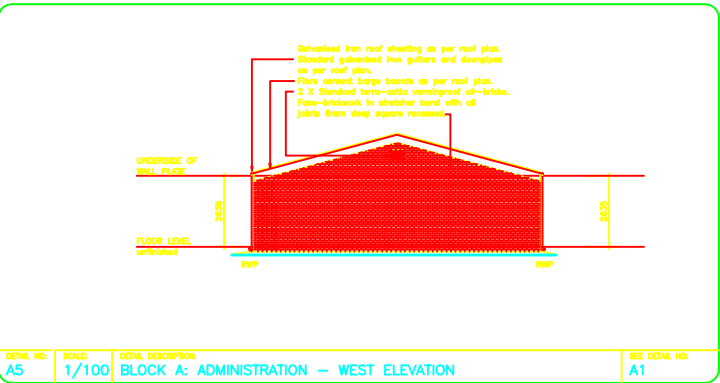 Galvanised iron roof sheeting as per roof plan.
Standard galvanised iron gutters and downpipes
as per roof plan.
Fibre cement barge boards as per roof plan.
2 X Standard terra-cotta verminproof air-bricks.
Face-brickwork in stretcher bond with all
joints 6mm deep square recessed
UNDERSIDE OF
WALL PLATE
2635
2635
FLOOR LEVEL
unfinished
RWP
RWP
DETAIL NO:
A5
SCALE:
1/100
DETAIL DESCRIPTION:
BLOCK A: ADMINISTRATION - WEST ELEVATION
SEE DETAIL NO:
A1